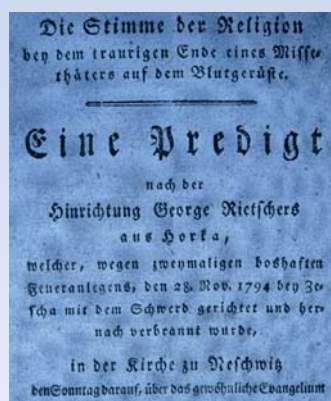 Die Stimme der Religion
bey dem traurigen Ende eines Misse-
thäters auf dem Blutgerüste.
Eine Predigt
nach der
Hinrichtung George Rietschers
aus Horka,
welcher, wegen zweymaligen boshaften
Feueranlegens, den 28. Nov. 1794 bey Ze-
scha mit dem Schwerd gerichtet und her-
nach verbrannt wurde,
in der Kirche zu Neschwitz
den Sonntag darauf, über das gewöhnliche Evangelium